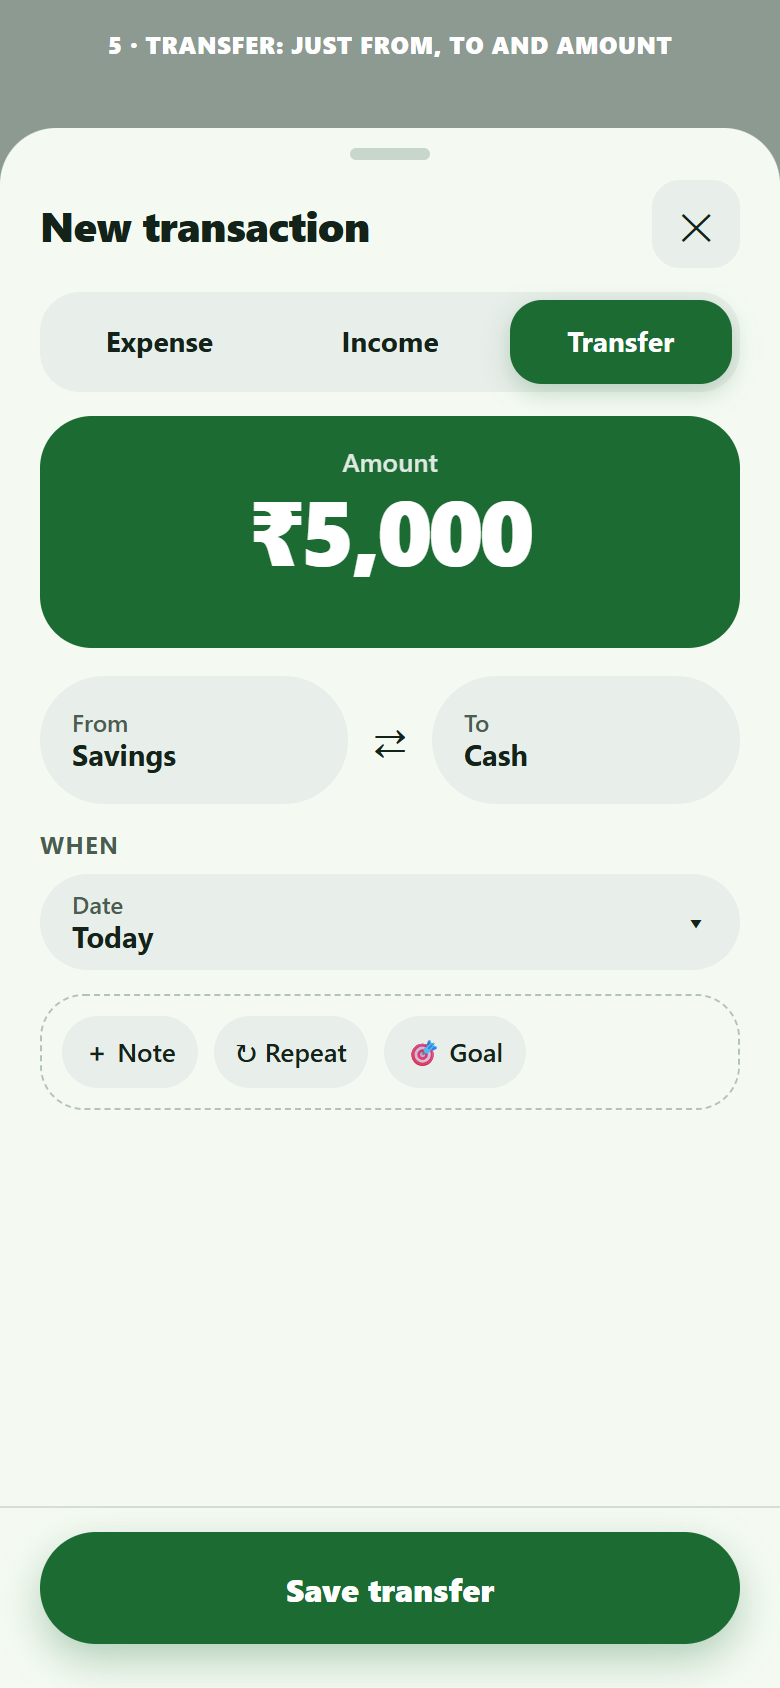 5 · TRANSFER: JUST FROM, TO AND AMOUNT
New transaction
Expense Income Transfer
Amount
₹5,000
From To
Savings ⇄ Cash
WHEN
Date
Today ▾
+ Note ↻ Repeat 🎯 Goal
Save transfer